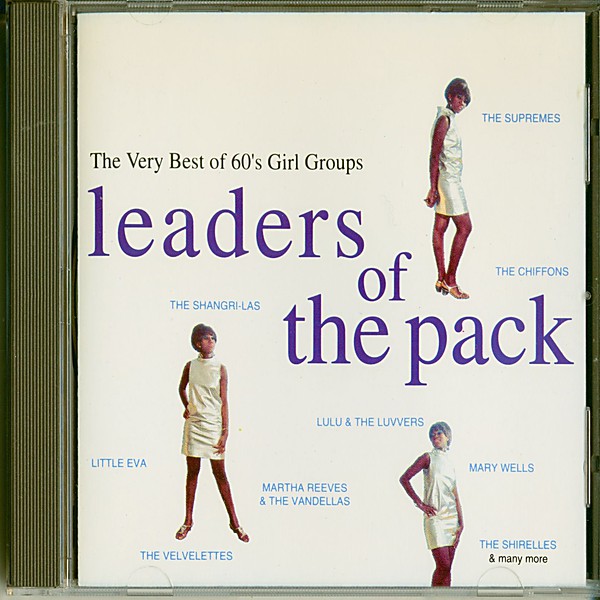 THE SUPREMES
The Very Best of 60's Girl Groups
leaders
of
THE CHIFFONS
THE SHANGRI-LAS
the pack
LULU & THE LUVVERS
LITTLE EVA
MARY WELLS
MARTHA REEVES
& THE VANDELLAS
THE VELVELETTES
THE SHIRELLES
& many more